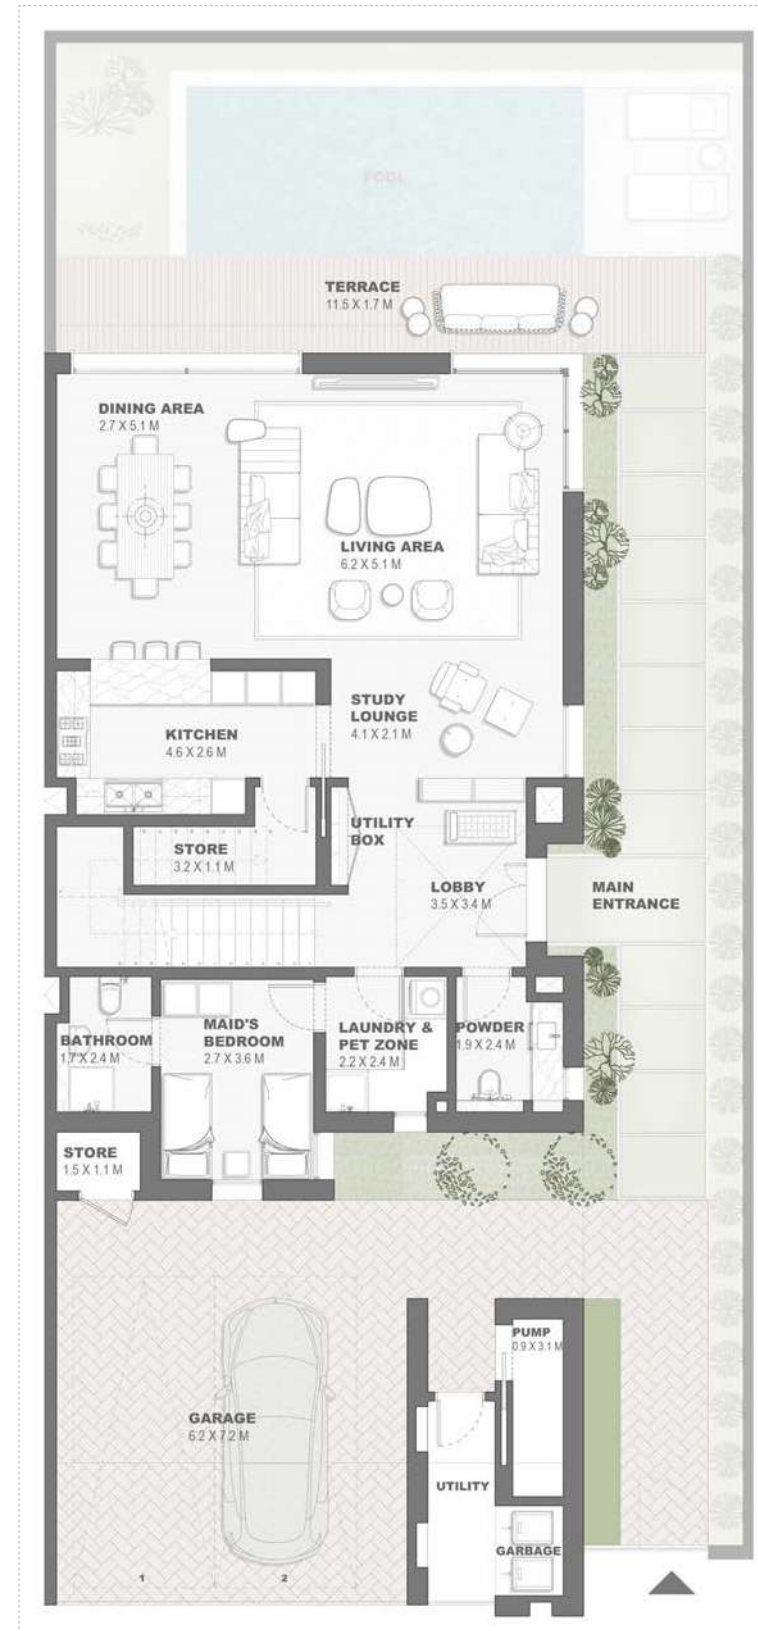 POOL
TERRACE
11.5 X 1.7 M
DINING AREA
2.7 X 5.1 M
LIVING AREA
6.2 X 5.1 M
STUDY
LOUNGE
4.1 X 2.1 M
KITCHEN
4.6 X 2.6 M
UTILITY
BOX
STORE
3.2 X 1.1 M
LOBBY
3.5 X 3.4 M
MAIN
ENTRANCE
BATHROOM
1.7 X 2.4 M
MAID'S
BEDROOM
2.7 X 3.6 M
LAUNDRY &
PET ZONE
2.2 X 2.4 M
POWDER
1.9 X 2.4 M
STORE
1.5 X 1.1 M
PUMP
0.9 X 3.1 M
GARAGE
6.2 X 7.2 M
UTILITY
GARBAGE
1
2